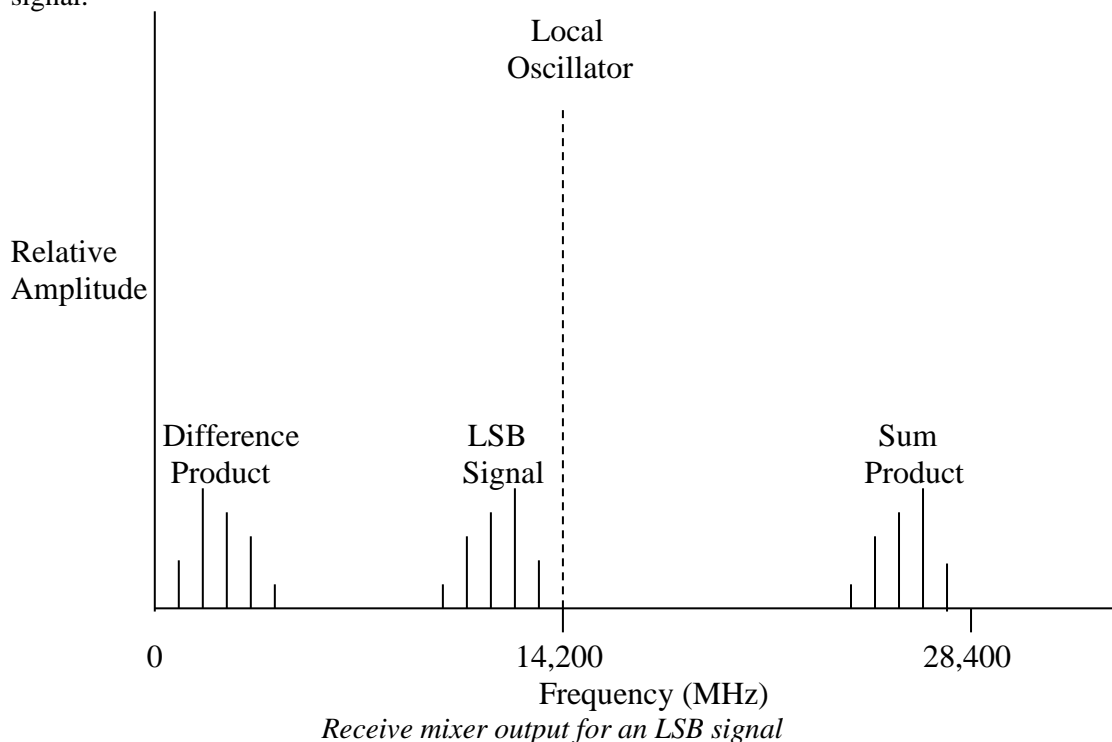 signal.
Local
Oscillator
Relative
Amplitude
Difference
Product
LSB
Signal
Sum
Product
0
14,200
28,400
Frequency (MHz)
Receive mixer output for an LSB signal